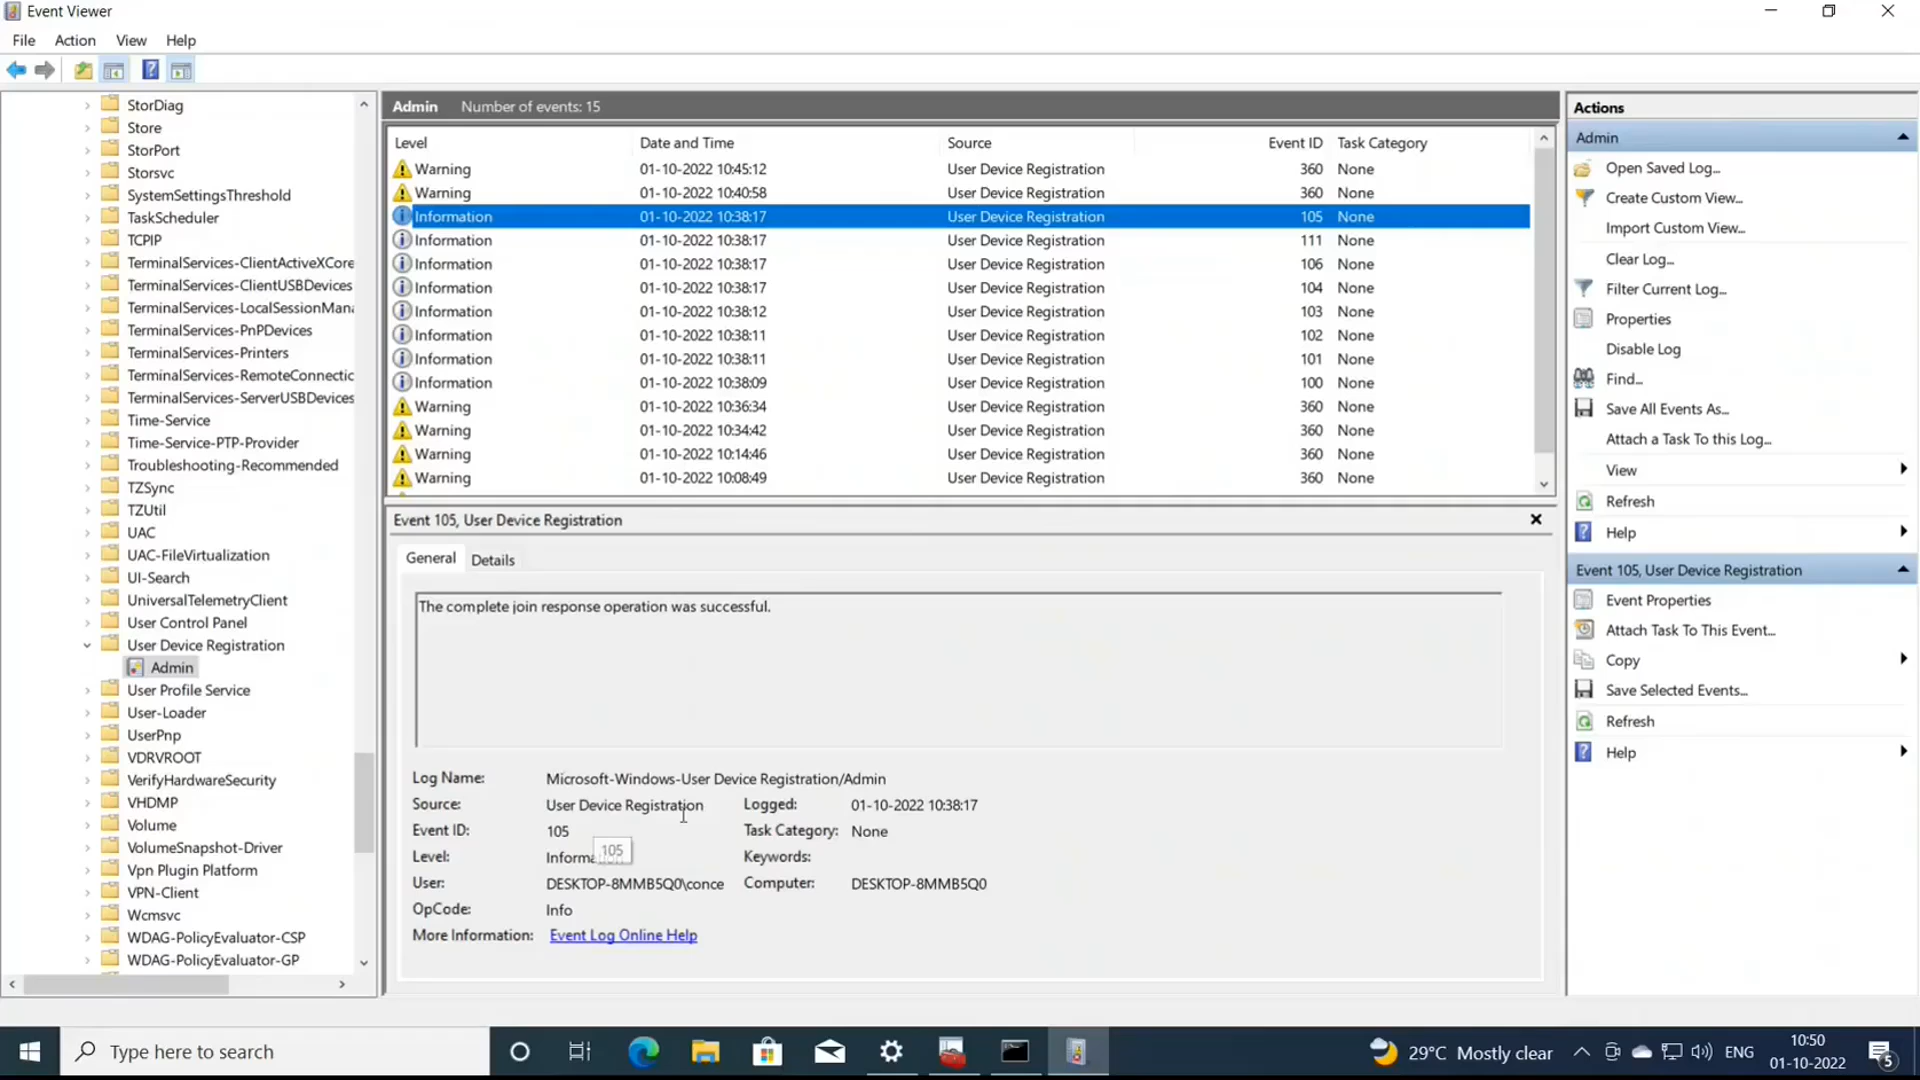 Event Viewer
File Action View Help
StorDiag
Store
StorPort
Storsvc
SystemSettingsThreshold
TaskScheduler
TCPIP
TerminalServices-ClientActiveXCore
TerminalServices-ClientUSBDevices
TerminalServices-LocalSessionMana
TerminalServices-PnPDevices
TerminalServices-Printers
TerminalServices-RemoteConnectio
TerminalServices-ServerUSBDevices
Time-Service
Time-Service-PTP-Provider
Troubleshooting-Recommended
TZSync
TZUtil
UAC
UAC-FileVirtualization
UI-Search
UniversalTelemetryClient
User Control Panel
User Device Registration
Admin
User Profile Service
User-Loader
UserPnp
VDRVROOT
VerifyHardwareSecurity
VHDMP
Volume
VolumeSnapshot-Driver
Vpn Plugin Platform
VPN-Client
Wcmsvc
WDAG-PolicyEvaluator-CSP
WDAG-PolicyEvaluator-GP
Admin Number of events: 15
Level Date and Time Source Event ID Task Category
Warning 01-10-2022 10:45:12 User Device Registration 360 None
Warning 01-10-2022 10:40:58 User Device Registration 360 None
Information 01-10-2022 10:38:17 User Device Registration 105 None
Information 01-10-2022 10:38:17 User Device Registration 111 None
Information 01-10-2022 10:38:17 User Device Registration 106 None
Information 01-10-2022 10:38:17 User Device Registration 104 None
Information 01-10-2022 10:38:12 User Device Registration 103 None
Information 01-10-2022 10:38:11 User Device Registration 102 None
Information 01-10-2022 10:38:11 User Device Registration 101 None
Information 01-10-2022 10:38:09 User Device Registration 100 None
Warning 01-10-2022 10:36:34 User Device Registration 360 None
Warning 01-10-2022 10:34:42 User Device Registration 360 None
Warning 01-10-2022 10:14:46 User Device Registration 360 None
Warning 01-10-2022 10:08:49 User Device Registration 360 None
Event 105, User Device Registration
General Details
The complete join response operation was successful.
Log Name: Microsoft-Windows-User Device Registration/Admin
Source: User Device Registration Logged: 01-10-2022 10:38:17
Event ID: 105 Task Category: None
105
Level: Informa Keywords:
User: DESKTOP-8MMB5Q0\conce Computer: DESKTOP-8MMB5Q0
OpCode: Info
More Information: Event Log Online Help
Actions
Admin
Open Saved Log...
Create Custom View...
Import Custom View...
Clear Log...
Filter Current Log...
Properties
Disable Log
Find...
Save All Events As...
Attach a Task To this Log...
View
Refresh
Help
Event 105, User Device Registration
Event Properties
Attach Task To This Event...
Copy
Save Selected Events...
Refresh
Help
Type here to search
29°C Mostly clear
ENG
10:50
01-10-2022
5